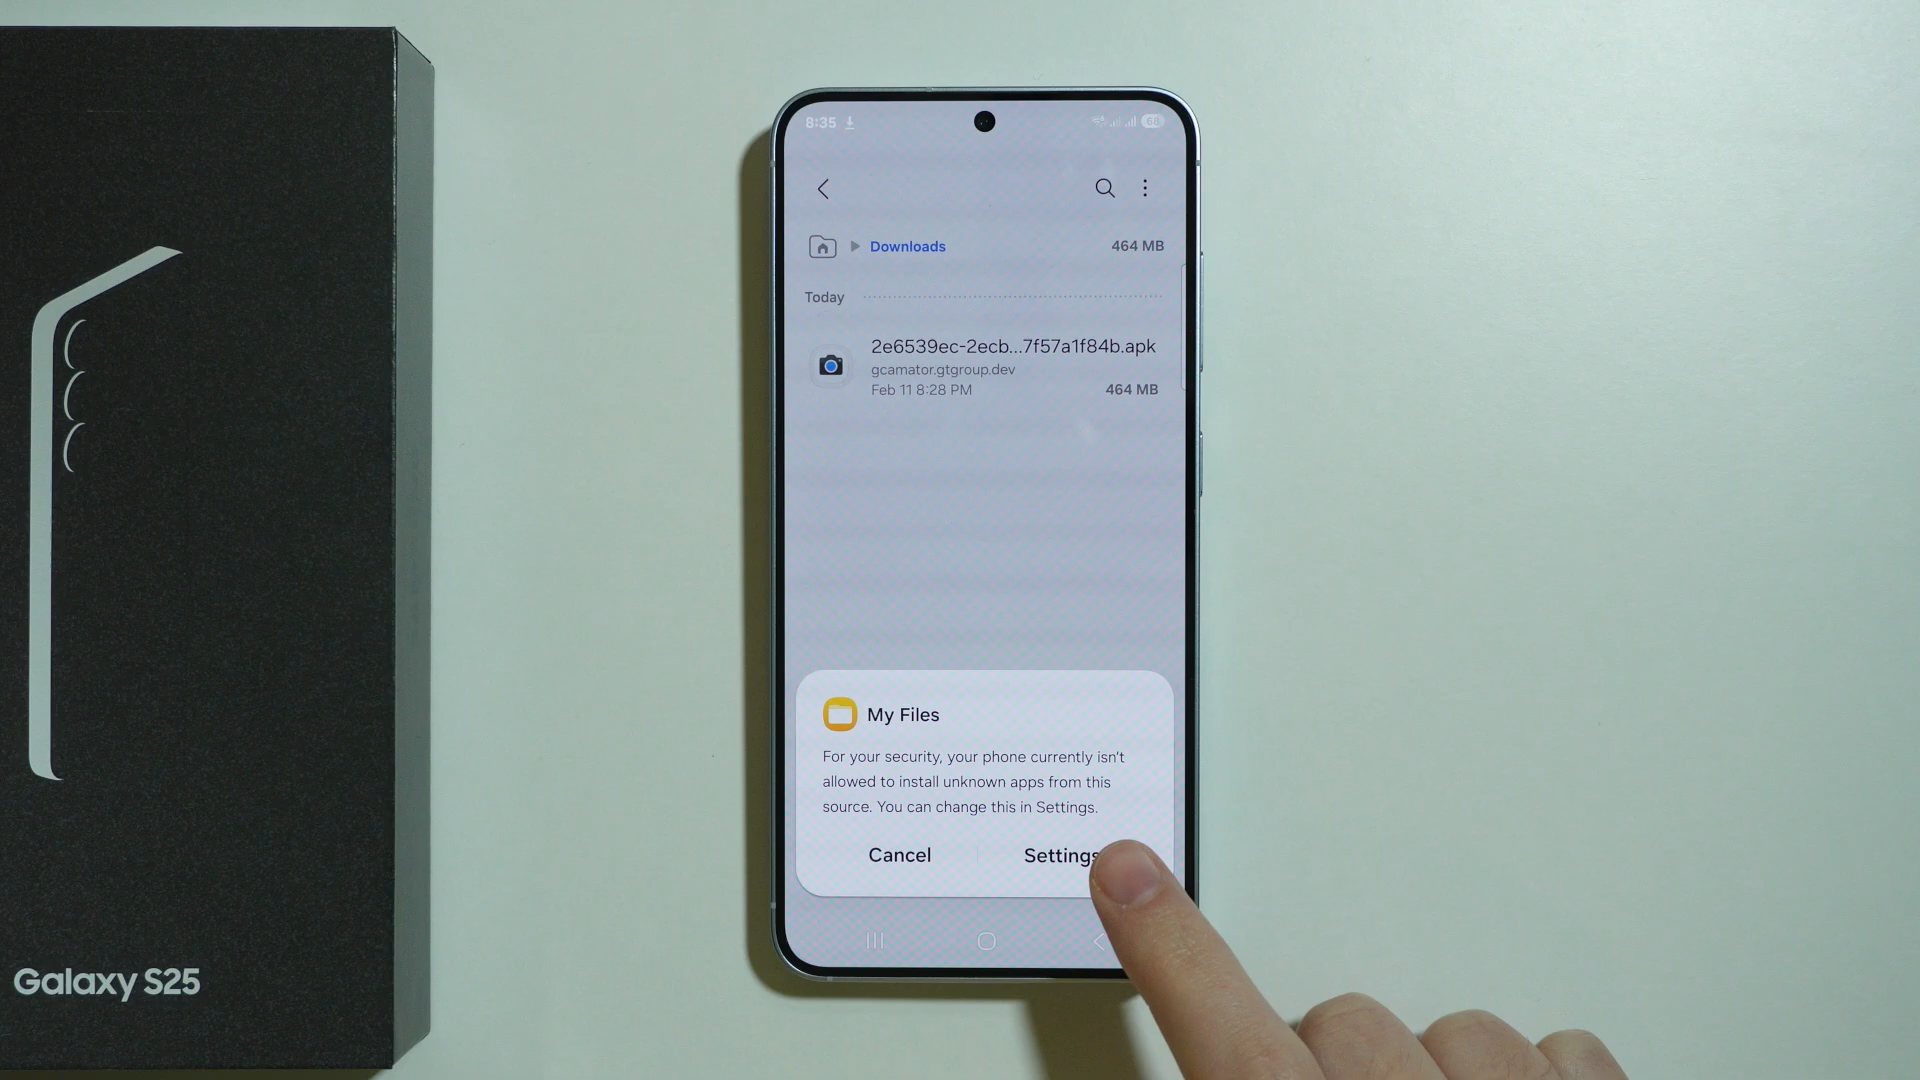 8:35
68
Downloads
464 MB
Today
2e6539ec-2ecb...7f57a1f84b.apk
gcamator.gtgroup.dev
Feb 11 8:28 PM
464 MB
My Files
For your security, your phone currently isn't
allowed to install unknown apps from this
source. You can change this in Settings.
Cancel
Settings
Galaxy S25